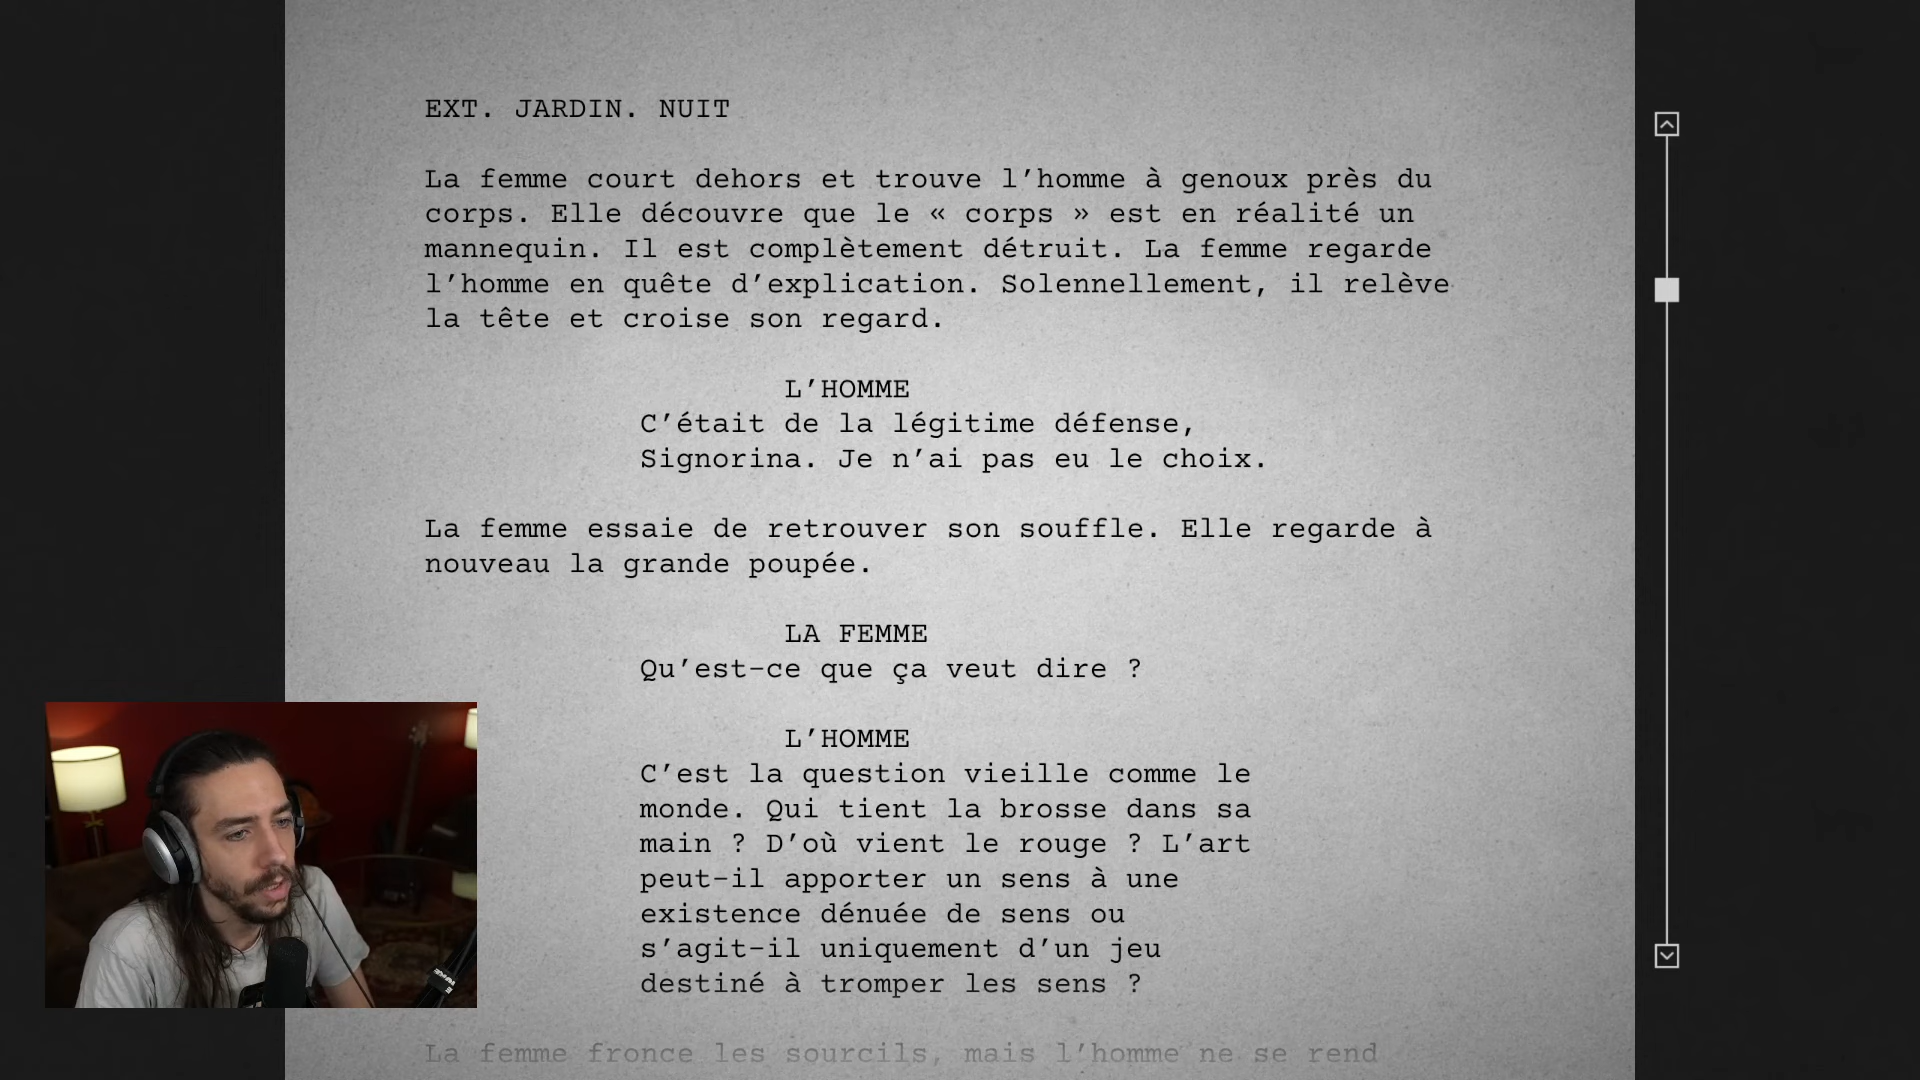 EXT. JARDIN. NUIT
La femme court dehors et trouve l’homme à genoux près du
corps. Elle découvre que le « corps » est en réalité un
mannequin. Il est complètement détruit. La femme regarde
l’homme en quête d’explication. Solennellement, il relève
la tête et croise son regard.
L’HOMME
C’était de la légitime défense,
Signorina. Je n’ai pas eu le choix.
La femme essaie de retrouver son souffle. Elle regarde à
nouveau la grande poupée.
LA FEMME
Qu’est-ce que ça veut dire ?
L’HOMME
C’est la question vieille comme le
monde. Qui tient la brosse dans sa
main ? D’où vient le rouge ? L’art
peut-il apporter un sens à une
existence dénuée de sens ou
s’agit-il uniquement d’un jeu
destiné à tromper les sens ?
La femme fronce les sourcils, mais l’homme ne se rend